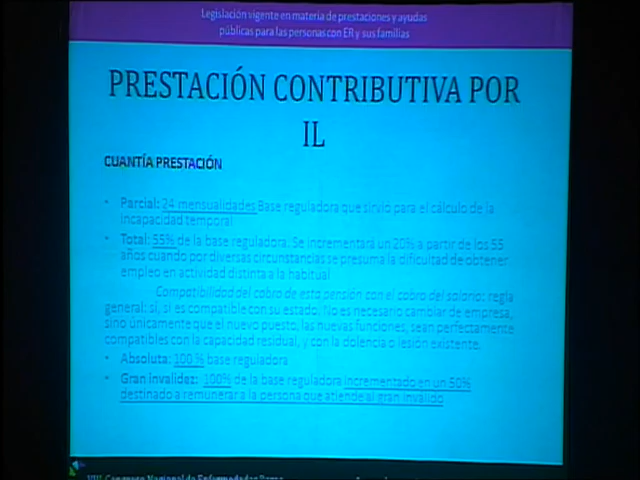 Legislación vigente en materia de prestaciones y ayudas
públicas para las personas con ER y sus familias
PRESTACIÓN CONTRIBUTIVA POR
IL
CUANTÍA PRESTACIÓN
• Parcial: 24 mensualidades Base reguladora que sirvió para el cálculo de la
incapacidad temporal
• Total: 55% de la base reguladora. Se incrementará un 20% a partir de los 55
años cuando por diversas circunstancias se presuma la dificultad de obtener
empleo en actividad distinta a la habitual
Compatibilidad del cobro de esta pensión con el cobro del salario: regla
general: sí, si es compatible con su estado. No es necesario cambiar de empresa,
sino únicamente que el nuevo puesto, las nuevas funciones, sean perfectamente
compatibles con la capacidad residual, y con la dolencia o lesión existente.
• Absoluta: 100 % base reguladora
• Gran invalidez: 100% de la base reguladora incrementado en un 50%
destinado a remunerar a la persona que atiende al gran inválido
Congreso Nacional de Enfermedades Raras